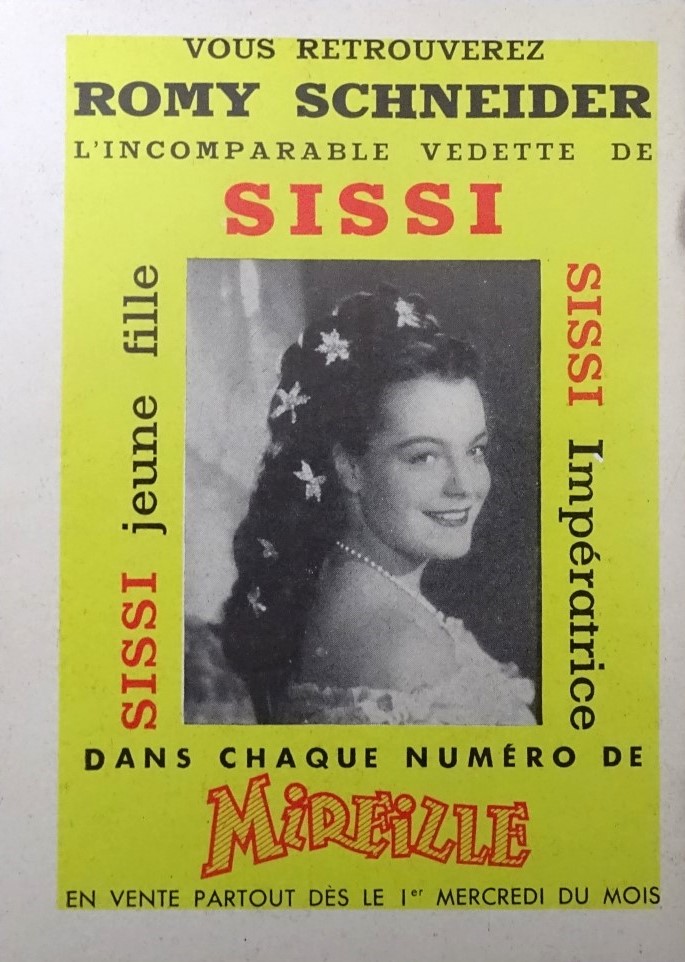 VOUS RETROUVEREZ
ROMY SCHNEIDER
L'INCOMPARABLE VEDETTE DE
SISSI
SISSI jeune fille
SISSI Impératrice
DANS CHAQUE NUMÉRO DE
MIREILLE
EN VENTE PARTOUT DÈS LE 1er MERCREDI DU MOIS